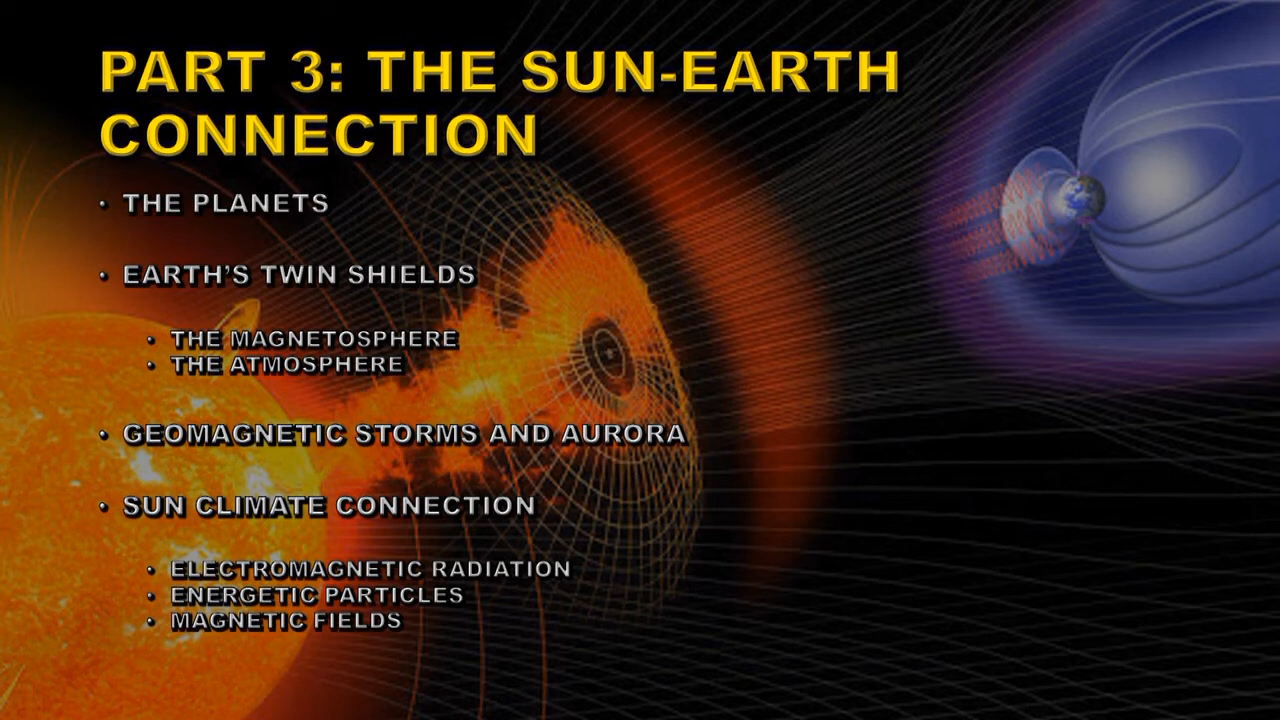 PART 3: THE SUN-EARTH
CONNECTION
• THE PLANETS
• EARTH'S TWIN SHIELDS
• THE MAGNETOSPHERE
• THE ATMOSPHERE
• GEOMAGNETIC STORMS AND AURORA
• SUN CLIMATE CONNECTION
• ELECTROMAGNETIC RADIATION
• ENERGETIC PARTICLES
• MAGNETIC FIELDS